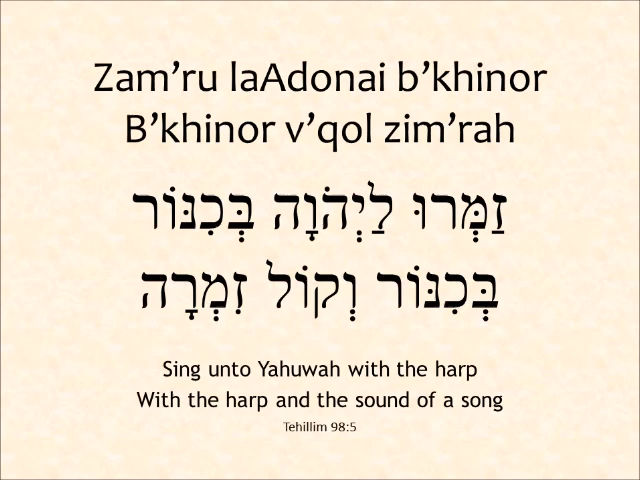 Zam’ru laAdonai b’khinor
B’khinor v’qol zim’rah
זַמְּרוּ לַיְהֹוָה בְּכִנּוֹר
בְּכִנּוֹר וְקוֹל זִמְרָה
Sing unto Yahuwah with the harp
With the harp and the sound of a song
Tehillim 98:5